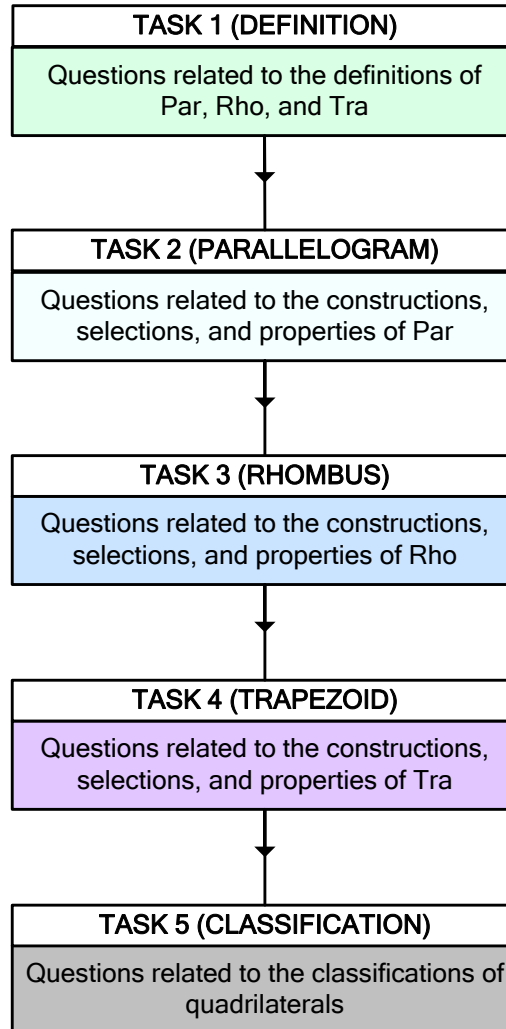 TASK 1 (DEFINITION)
Questions related to the definitions of
Par, Rho, and Tra
TASK 2 (PARALLELOGRAM)
Questions related to the constructions,
selections, and properties of Par
TASK 3 (RHOMBUS)
Questions related to the constructions,
selections, and properties of Rho
TASK 4 (TRAPEZOID)
Questions related to the constructions,
selections, and properties of Tra
TASK 5 (CLASSIFICATION)
Questions related to the classifications of
quadrilaterals